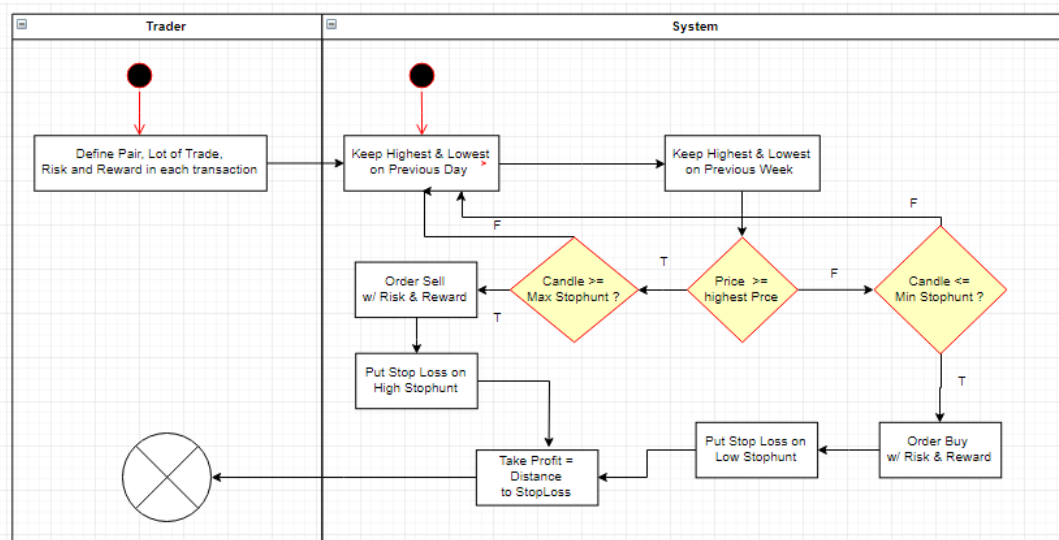 Trader
System
Define Pair, Lot of Trade,
Risk and Reward in each transaction
Keep Highest & Lowest
on Previous Day
>
Keep Highest & Lowest
on Previous Week
F
F
Order Sell
w/ Risk & Reward
T
Candle >=
Max Stophunt ?
T
Price >=
highest Prce
F
Candle <=
Min Stophunt ?
Put Stop Loss on
High Stophunt
T
Put Stop Loss on
Low Stophunt
Order Buy
w/ Risk & Reward
Take Profit =
Distance
to StopLoss